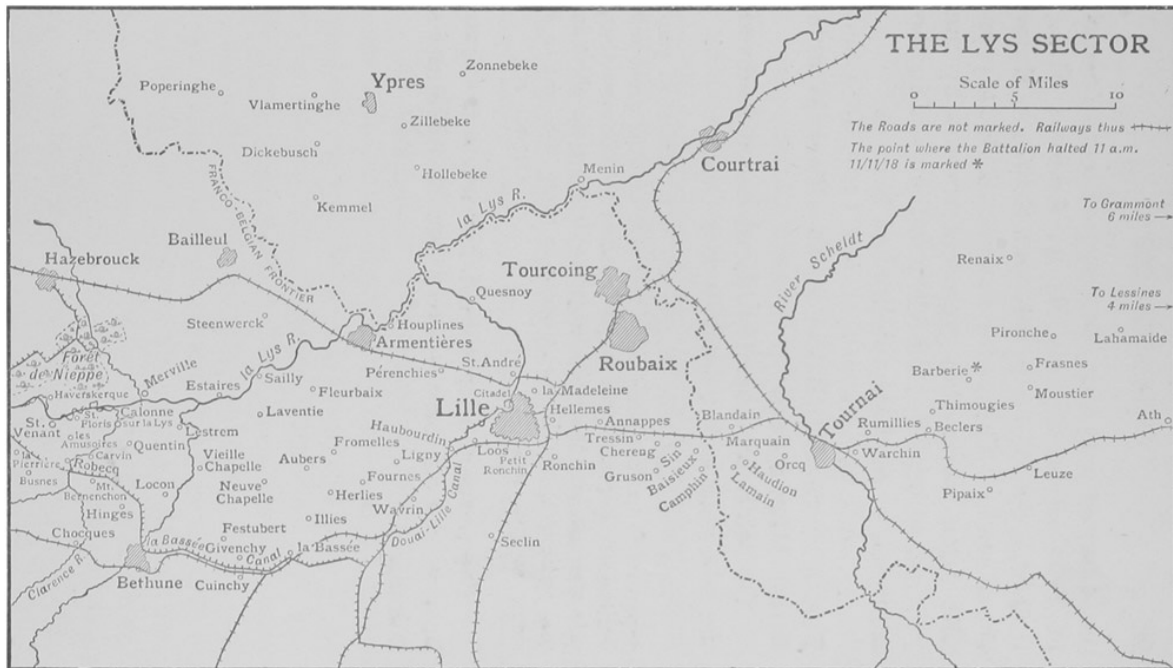 THE LYS SECTOR
Scale of Miles
0 5 10
The Roads are not marked. Railways thus
The point where the Battalion halted 11 a.m.
11/11/18 is marked *
To Grammont
6 miles →
To Lessines
4 miles →
Zonnebeke
Poperinghe
Vlamertinghe
Ypres
Zillebeke
Dickebusch
Hollebeke
Menin
Courtrai
Kemmel
FRANCO-BELGIAN FRONTIER
la Lys R.
Bailleul
Hazebrouck
Tourcoing
Quesnoy
River Scheldt
Renaix
Steenwerck
Houplines
Armentières
la Lys R.
Roubaix
Pironche
Lahamaide
Forêt
de Nieppe
Merville
Estaires
Sailly
Pérenchies
St. André
Citadel
la Madeleine
Barberie *
Frasnes
Moustier
Haverskerque
Fleurbaix
Lille
Hellemes
Annappes
Blandain
Tournai
Thimougies
St.
Venant
St.
Floris
Calonne
sur la Lys
Lestrem
Laventie
Haubourdin
Loos
Tressin
Chereng
Marquain
Rumillies
Beclers
Ath
les
Amusoires
Quentin
Fromelles
Ligny
Petit
Ronchin
Ronchin
Sin
Baisieux
Orcq
Warchin
la
Pierrière
Carvin
Robecq
Vieille
Chapelle
Aubers
Fournes
Gruson
Camphin
Haudion
Lamain
Leuze
Busnes
Mt.
Bernenchon
Locon
Neuve
Chapelle
Herlies
Wavrin
Pipaix
Hinges
Festubert
Illies
Douai-Lille Canal
Seclin
Chocques
la Bassée Canal
Givenchy
la Bassée
Clarence R.
Bethune
Cuinchy